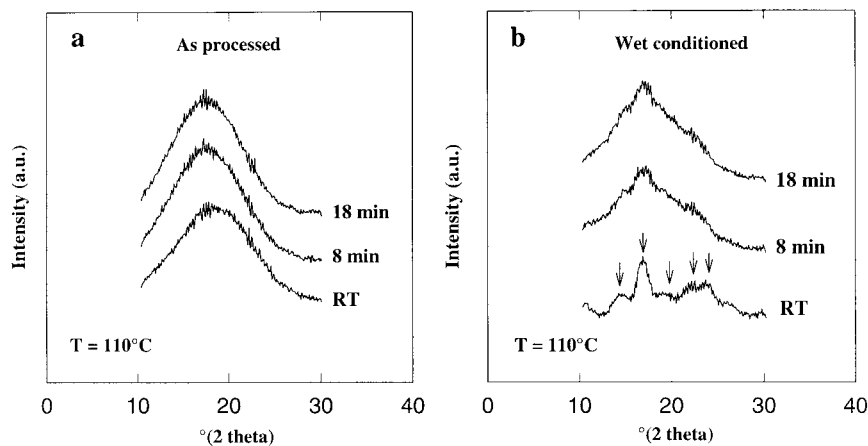 a
As processed
Intensity (a.u.)
18 min
8 min
RT
T = 110°C
0 10 20 30 40
°(2 theta)
b
Wet conditioned
Intensity (a.u.)
18 min
8 min
RT
T = 110°C
0 10 20 30 40
°(2 theta)